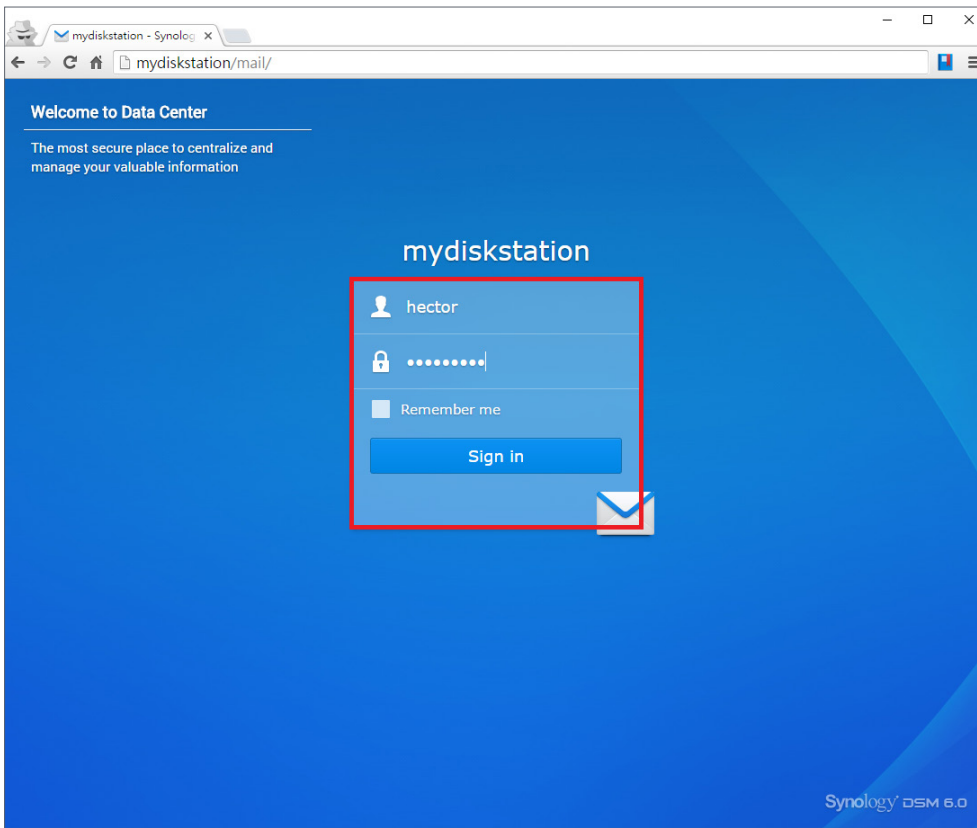 mydiskstation - Synolog
mydiskstation/mail/
Welcome to Data Center
The most secure place to centralize and
manage your valuable information
mydiskstation
hector
•••••••••
Remember me
Sign in
Synology DSM 6.0